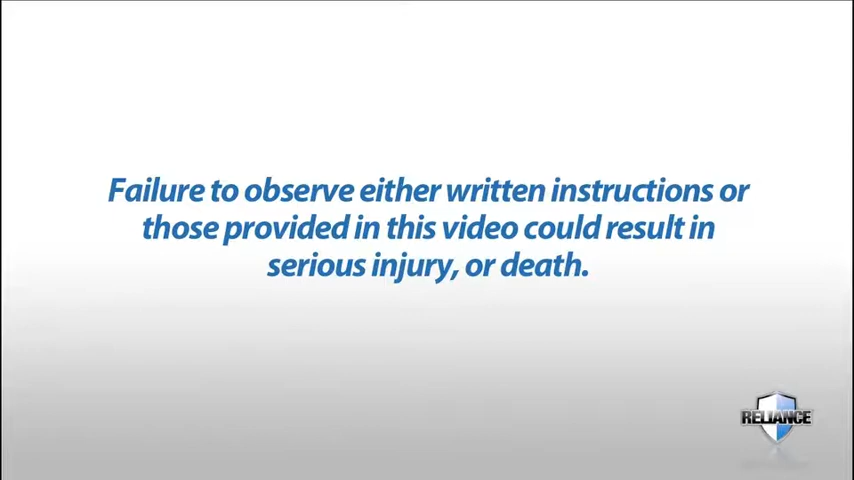 Failure to observe either written instructions or
those provided in this video could result in
serious injury, or death.
RELIANCE